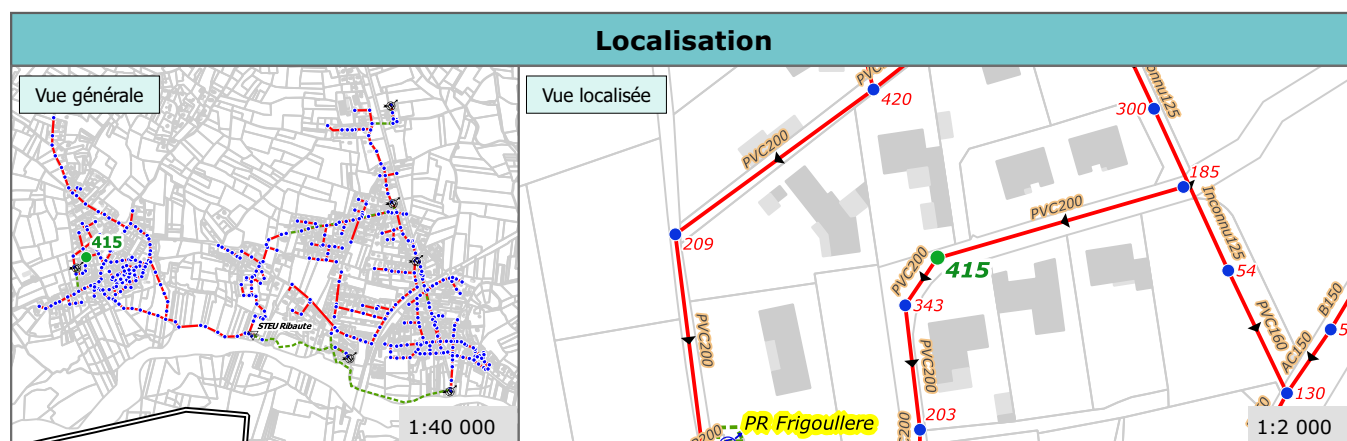 Localisation
Vue générale
415
STEU Ribaute
1:40 000
Vue localisée
420
PVC200
209
PVC200
300
185
Inconnu125
PVC200
415
PVC200
343
PVC200
54
PVC160
B150
AC150
130
203
PR Frigoullere
1:2 000